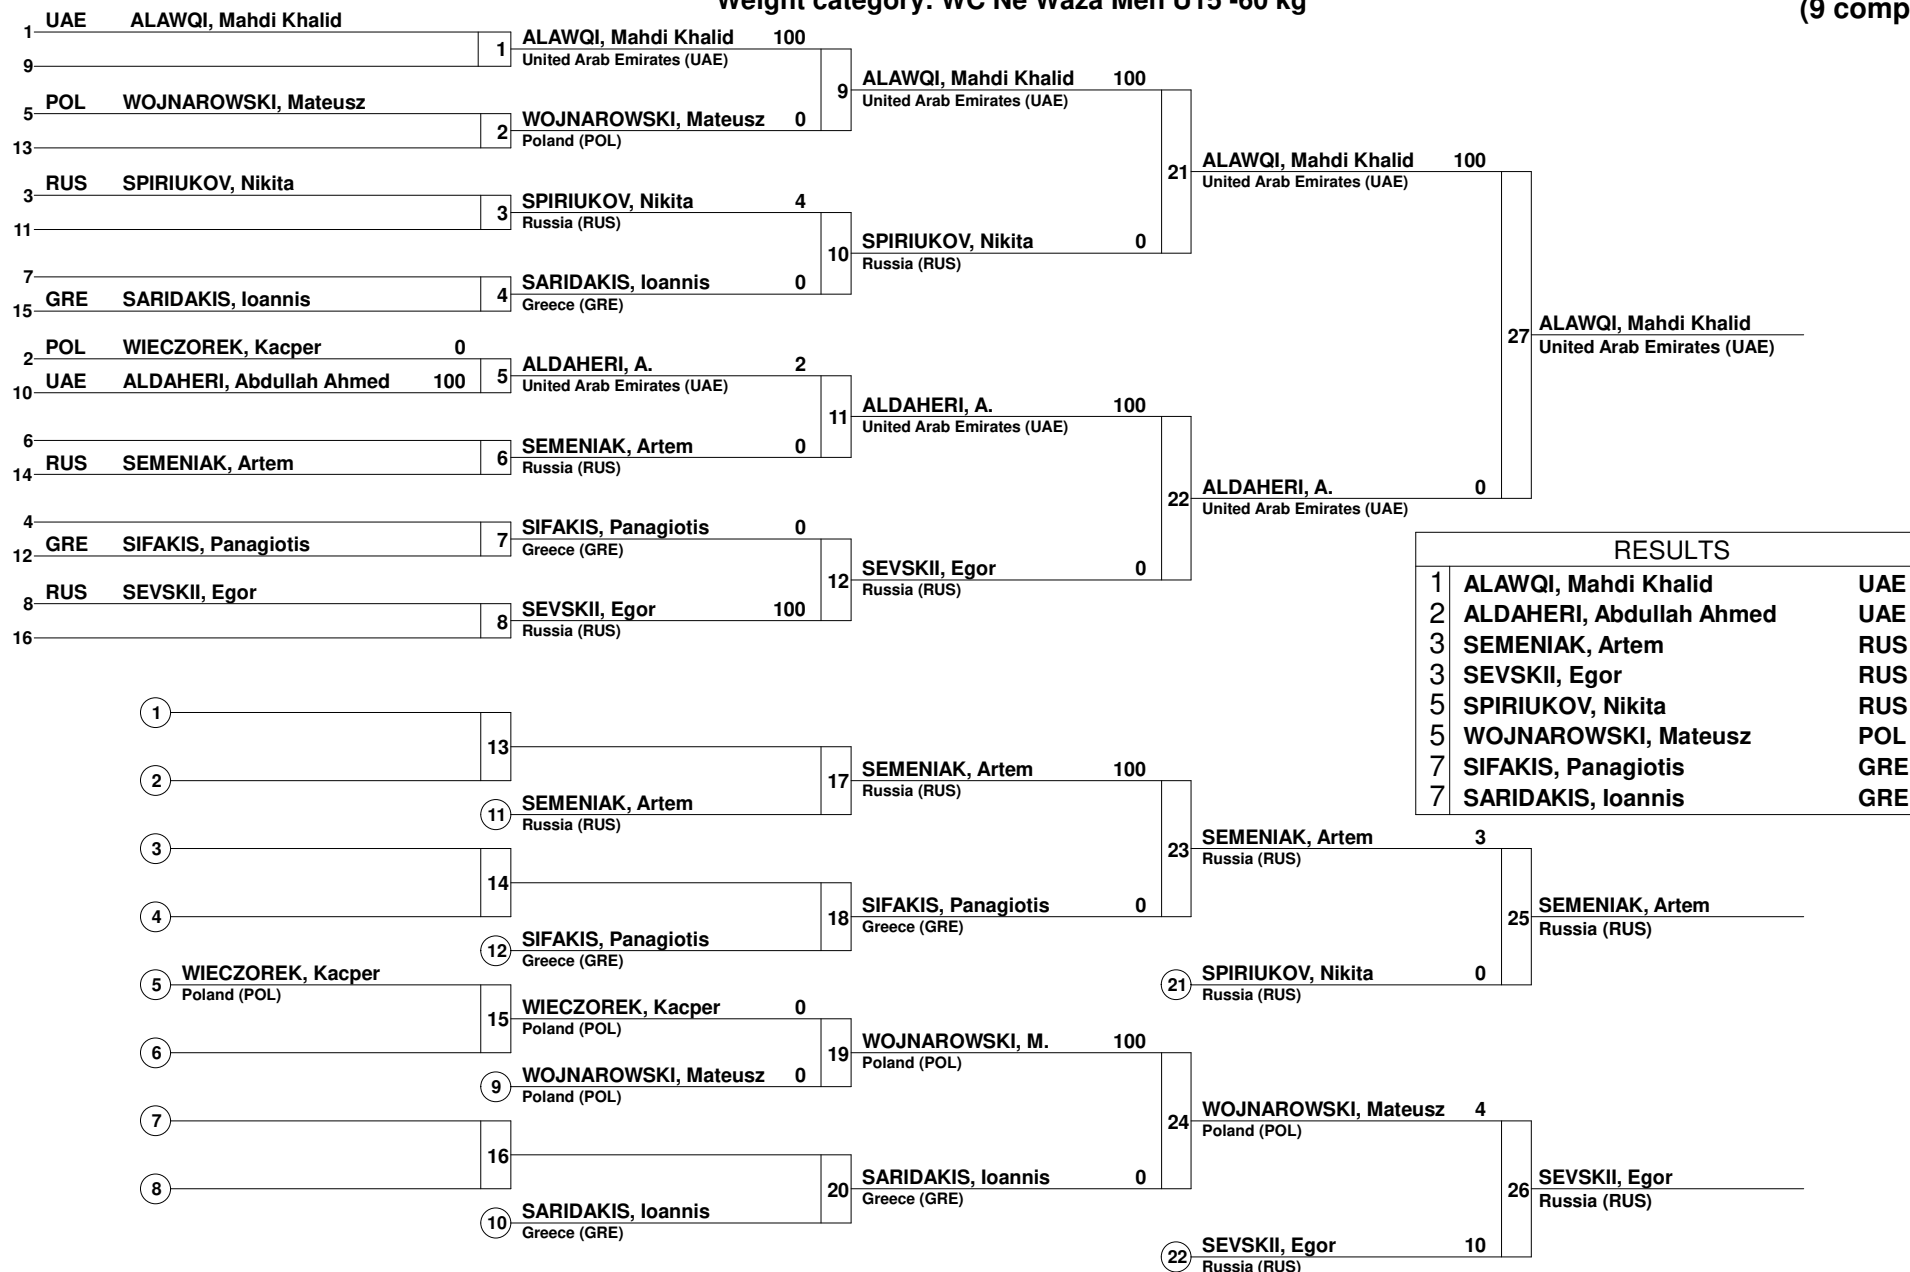 Weight category: WC Ne Waza Men U15 -60 kg
(9 comp
1 UAE ALAWQI, Mahdi Khalid
9
5 POL WOJNAROWSKI, Mateusz
13
3 RUS SPIRIUKOV, Nikita
11
7
15 GRE SARIDAKIS, Ioannis
2 POL WIECZOREK, Kacper 0
10 UAE ALDAHERI, Abdullah Ahmed 100
6
14 RUS SEMENIAK, Artem
4
12 GRE SIFAKIS, Panagiotis
8 RUS SEVSKII, Egor
16
1 ALAWQI, Mahdi Khalid 100
United Arab Emirates (UAE)
2 WOJNAROWSKI, Mateusz 0
Poland (POL)
3 SPIRIUKOV, Nikita 4
Russia (RUS)
4 SARIDAKIS, Ioannis 0
Greece (GRE)
5 ALDAHERI, A. 2
United Arab Emirates (UAE)
6 SEMENIAK, Artem 0
Russia (RUS)
7 SIFAKIS, Panagiotis 0
Greece (GRE)
8 SEVSKII, Egor 100
Russia (RUS)
9 ALAWQI, Mahdi Khalid 100
United Arab Emirates (UAE)
10 SPIRIUKOV, Nikita 0
Russia (RUS)
11 ALDAHERI, A. 100
United Arab Emirates (UAE)
12 SEVSKII, Egor 0
Russia (RUS)
21 ALAWQI, Mahdi Khalid 100
United Arab Emirates (UAE)
22 ALDAHERI, A. 0
United Arab Emirates (UAE)
27 ALAWQI, Mahdi Khalid
United Arab Emirates (UAE)
RESULTS
1 ALAWQI, Mahdi Khalid UAE
2 ALDAHERI, Abdullah Ahmed UAE
3 SEMENIAK, Artem RUS
3 SEVSKII, Egor RUS
5 SPIRIUKOV, Nikita RUS
5 WOJNAROWSKI, Mateusz POL
7 SIFAKIS, Panagiotis GRE
7 SARIDAKIS, Ioannis GRE
1
2
3
4
5 WIECZOREK, Kacper
Poland (POL)
6
7
8
13
11 SEMENIAK, Artem
Russia (RUS)
14
12 SIFAKIS, Panagiotis
Greece (GRE)
15 WIECZOREK, Kacper 0
Poland (POL)
9 WOJNAROWSKI, Mateusz 0
Poland (POL)
16
10 SARIDAKIS, Ioannis
Greece (GRE)
17 SEMENIAK, Artem 100
Russia (RUS)
18 SIFAKIS, Panagiotis 0
Greece (GRE)
19 WOJNAROWSKI, M. 100
Poland (POL)
20 SARIDAKIS, Ioannis 0
Greece (GRE)
23 SEMENIAK, Artem 3
Russia (RUS)
21 SPIRIUKOV, Nikita 0
Russia (RUS)
24 WOJNAROWSKI, Mateusz 4
Poland (POL)
22 SEVSKII, Egor 10
Russia (RUS)
25 SEMENIAK, Artem
Russia (RUS)
26 SEVSKII, Egor
Russia (RUS)